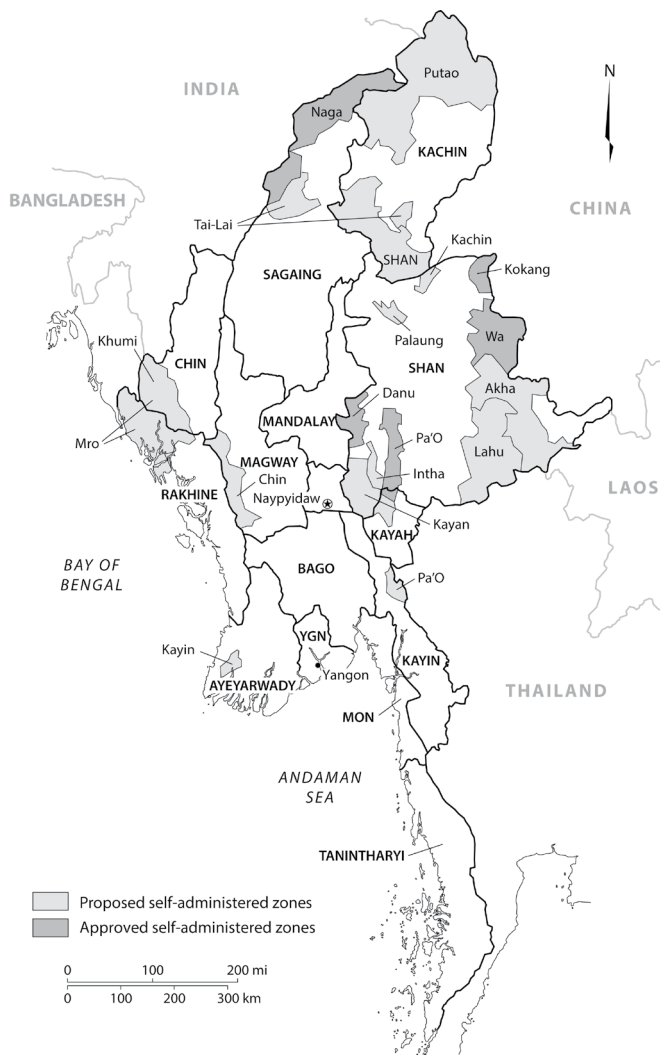 N
INDIA
Putao
Naga
KACHIN
BANGLADESH
CHINA
Tai-Lai
Kachin
SHAN
Kokang
SAGAING
Khumi
Palaung
Wa
CHIN
SHAN
Akha
Danu
MANDALAY
Mro
Pa'O
Lahu
MAGWAY
Chin
Intha
LAOS
RAKHINE
Naypyidaw
Kayan
KAYAH
BAY OF
BENGAL
BAGO
Pa'O
YGN
Kayin
KAYIN
Yangon
AYEYARWADY
THAILAND
MON
ANDAMAN
SEA
TANINTHARYI
Proposed self-administered zones
Approved self-administered zones
0 100 200 mi
0 100 200 300 km